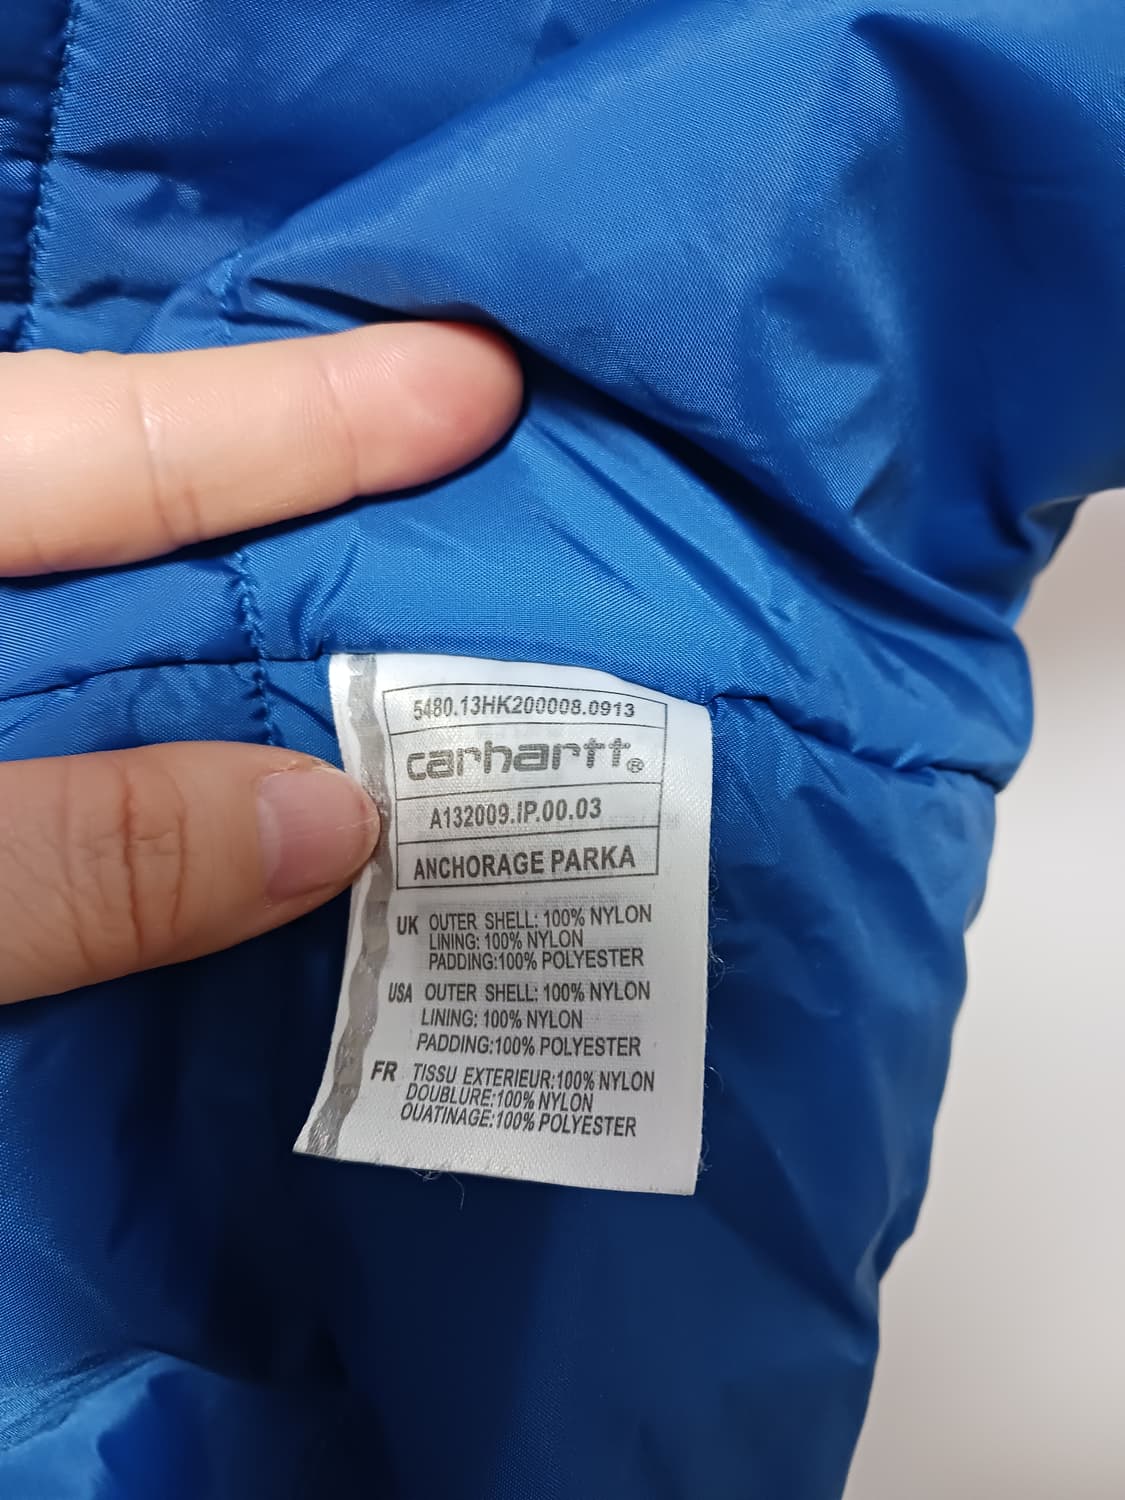 5480.13HK200008.0913
carhartt®
A132009.IP.00.03
ANCHORAGE PARKA
UK OUTER SHELL: 100% NYLON
LINING: 100% NYLON
PADDING:100% POLYESTER
USA OUTER SHELL: 100% NYLON
LINING: 100% NYLON
PADDING:100% POLYESTER
FR TISSU EXTERIEUR:100% NYLON
DOUBLURE:100% NYLON
OUATINAGE:100% POLYESTER